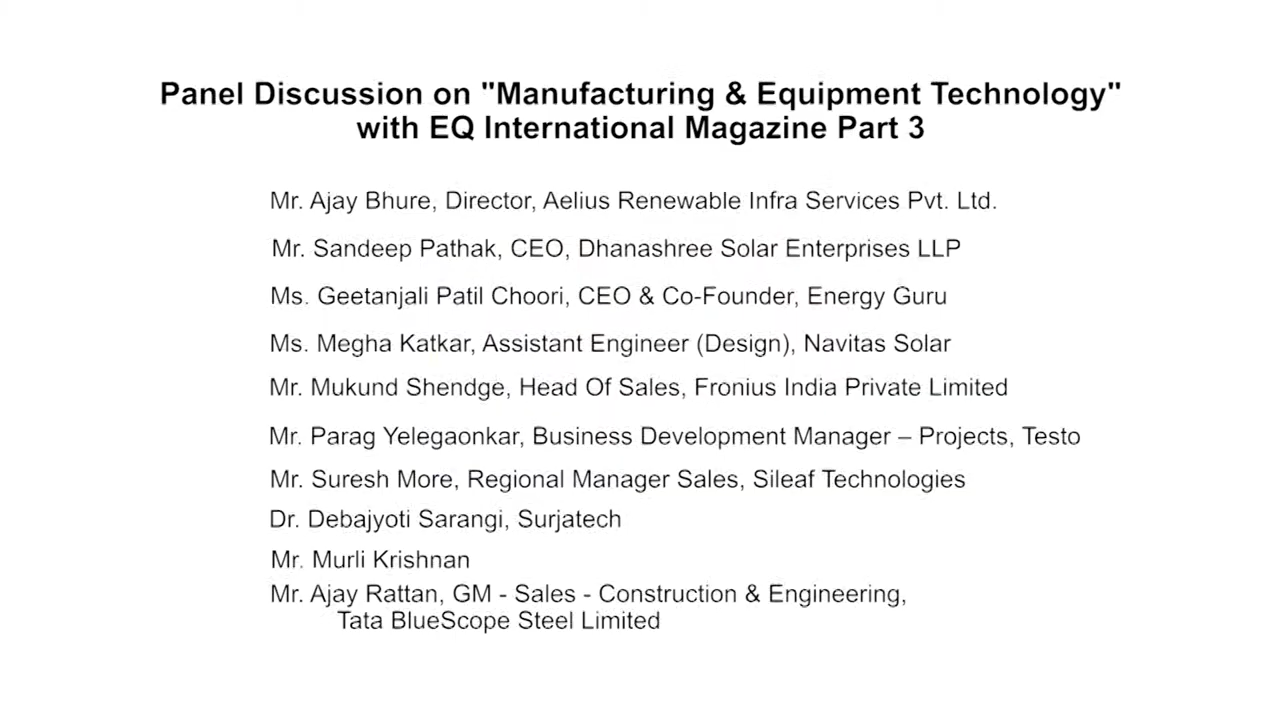 Panel Discussion on "Manufacturing & Equipment Technology"
with EQ International Magazine Part 3
Mr. Ajay Bhure, Director, Aelius Renewable Infra Services Pvt. Ltd.
Mr. Sandeep Pathak, CEO, Dhanashree Solar Enterprises LLP
Ms. Geetanjali Patil Choori, CEO & Co-Founder, Energy Guru
Ms. Megha Katkar, Assistant Engineer (Design), Navitas Solar
Mr. Mukund Shendge, Head Of Sales, Fronius India Private Limited
Mr. Parag Yelegaonkar, Business Development Manager – Projects, Testo
Mr. Suresh More, Regional Manager Sales, Sileaf Technologies
Dr. Debajyoti Sarangi, Surjatech
Mr. Murli Krishnan
Mr. Ajay Rattan, GM - Sales - Construction & Engineering,
Tata BlueScope Steel Limited